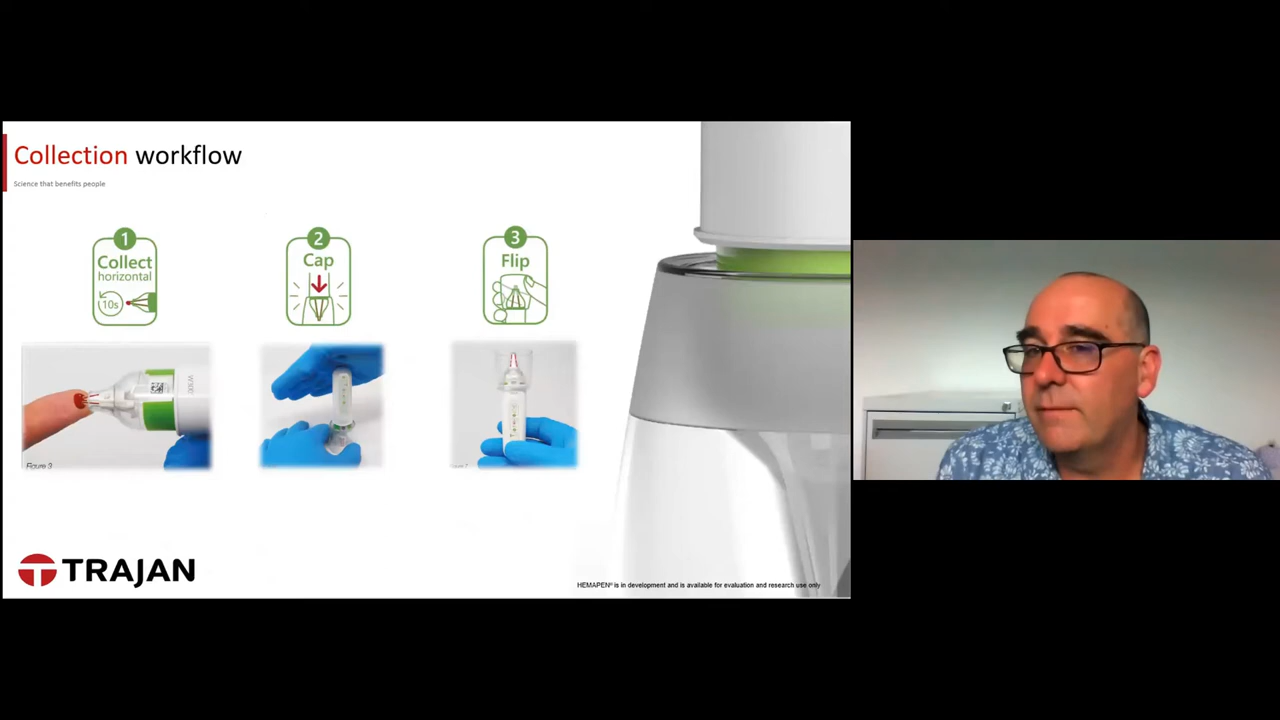 Collection workflow
Science that benefits people
1
Collect
horizontal
10s
2
Cap
3
Flip
Figure 3
TRAJAN
HEMAPEN® is in development and is available for evaluation and research use only